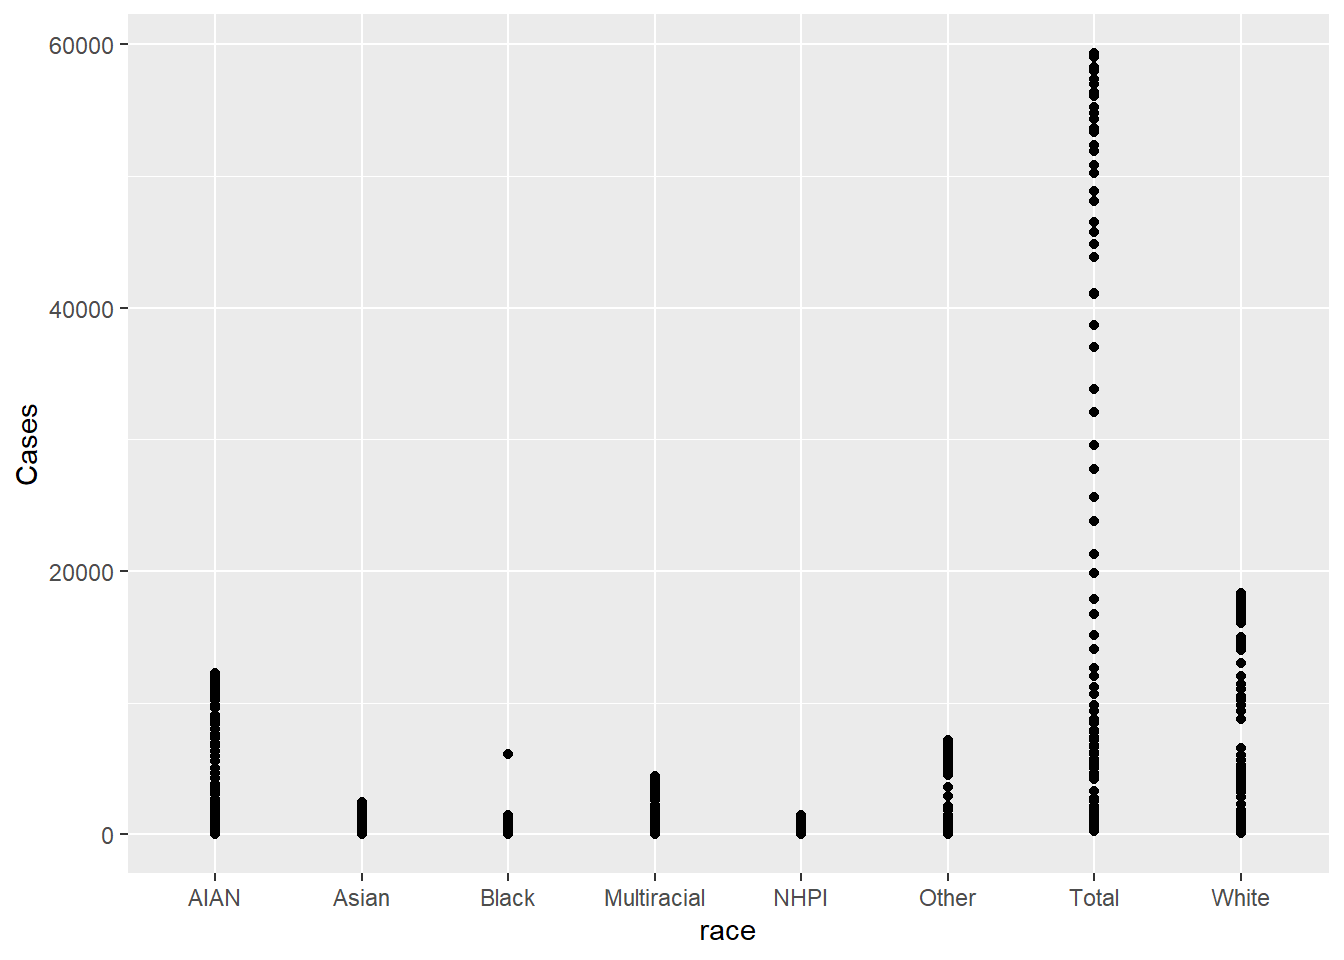 60000
40000
20000
0
Cases
AIAN Asian Black Multiracial NHPI Other Total White
race